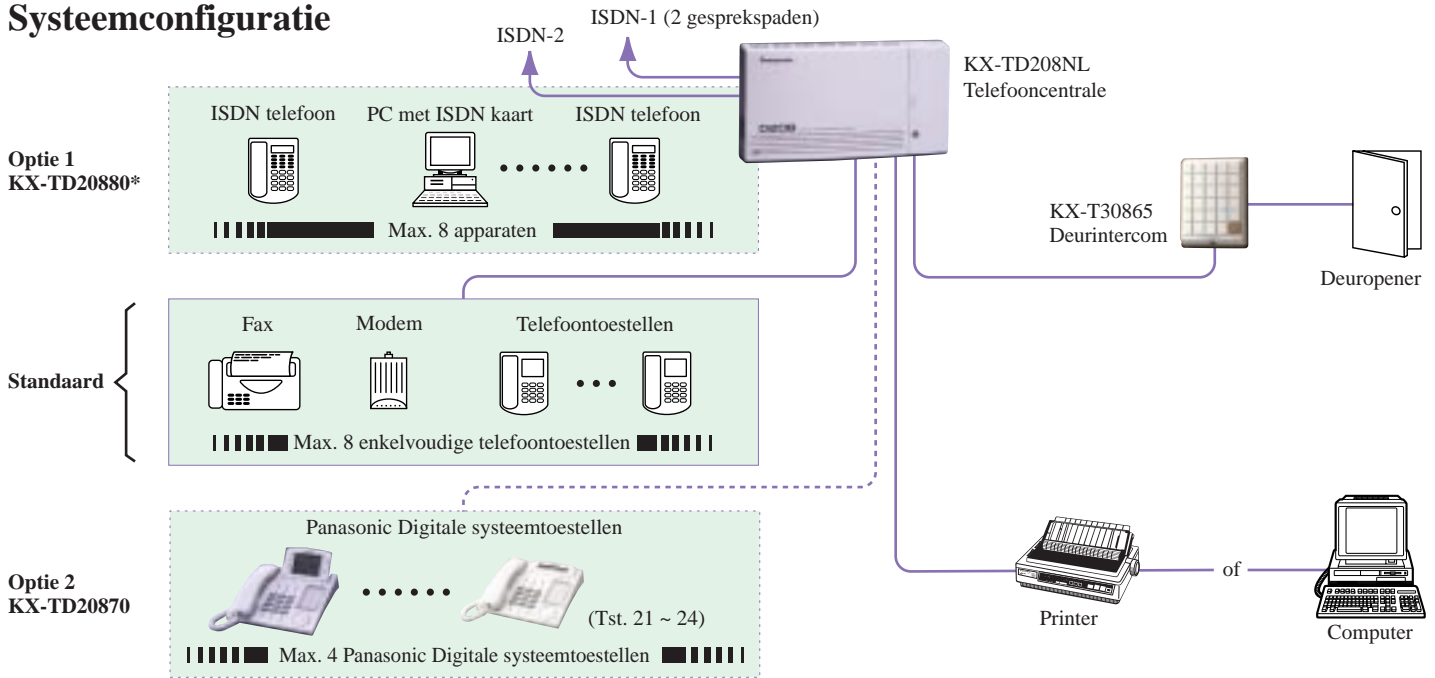 Systeemconfiguratie
ISDN-1 (2 gesprekspaden)
ISDN-2
KX-TD208NL
Telefooncentrale
ISDN telefoon
PC met ISDN kaart
ISDN telefoon
Optie 1
KX-TD20880*
Max. 8 apparaten
KX-T30865
Deurintercom
Deuropener
Fax
Modem
Telefoontoestellen
Standaard
Max. 8 enkelvoudige telefoontoestellen
Panasonic Digitale systeemtoestellen
Optie 2
KX-TD20870
(Tst. 21 ~ 24)
Max. 4 Panasonic Digitale systeemtoestellen
Printer
of
Computer